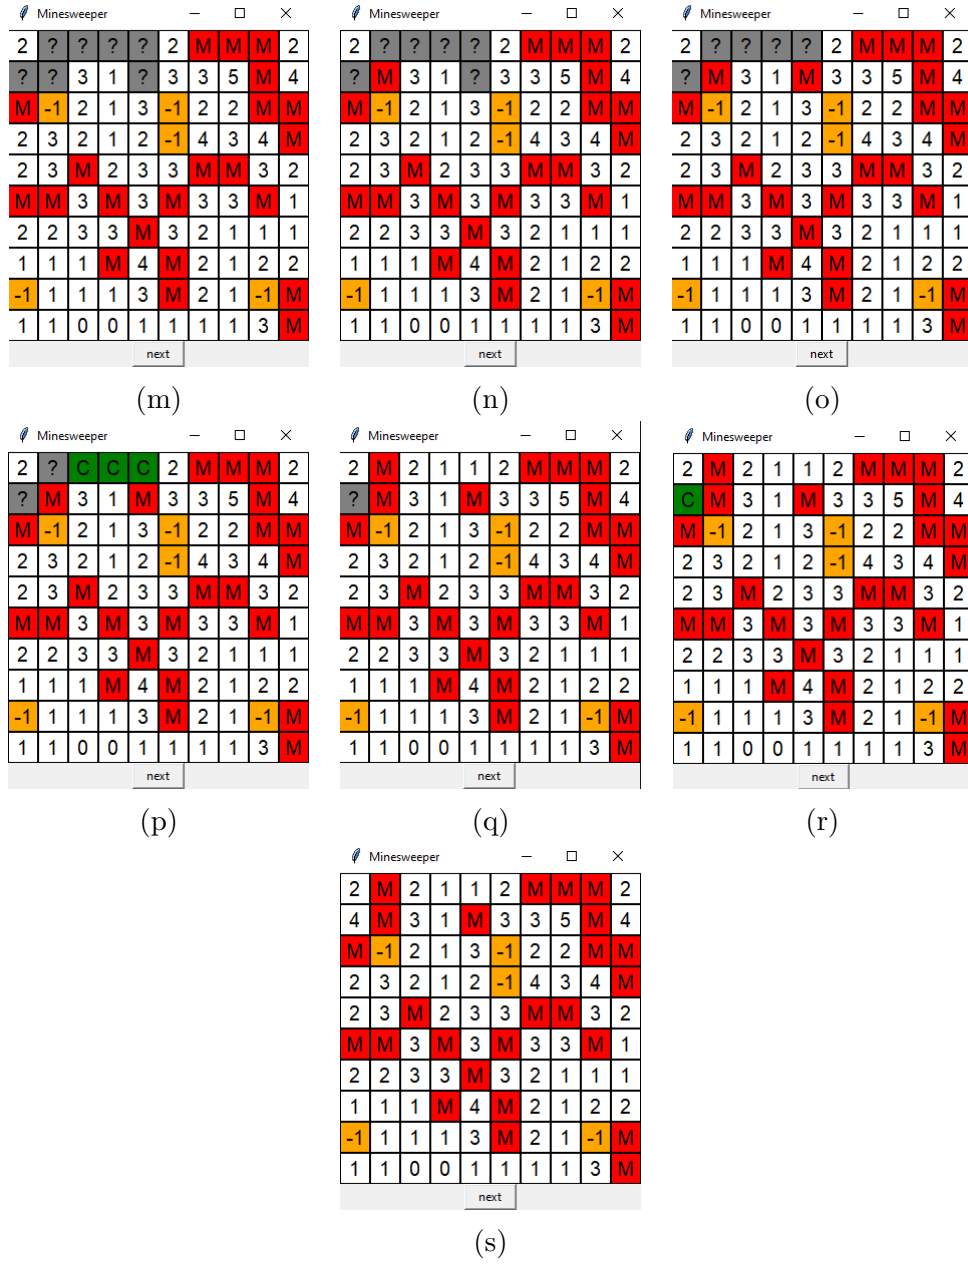 Minesweeper
2 ? ? ? ? 2 M M M 2
? ? 3 1 ? 3 3 5 M 4
M -1 2 1 3 -1 2 2 M M
2 3 2 1 2 -1 4 3 4 M
2 3 M 2 3 3 M M 3 2
M M 3 M 3 M 3 3 M 1
2 2 3 3 M 3 2 1 1 1
1 1 1 M 4 M 2 1 2 2
-1 1 1 1 3 M 2 1 -1 M
1 1 0 0 1 1 1 1 3 M
next
(m)
Minesweeper
2 ? ? ? ? 2 M M M 2
? M 3 1 ? 3 3 5 M 4
M -1 2 1 3 -1 2 2 M M
2 3 2 1 2 -1 4 3 4 M
2 3 M 2 3 3 M M 3 2
M M 3 M 3 M 3 3 M 1
2 2 3 3 M 3 2 1 1 1
1 1 1 M 4 M 2 1 2 2
-1 1 1 1 3 M 2 1 -1 M
1 1 0 0 1 1 1 1 3 M
next
(n)
Minesweeper
2 ? ? ? ? 2 M M M 2
? M 3 1 M 3 3 5 M 4
M -1 2 1 3 -1 2 2 M M
2 3 2 1 2 -1 4 3 4 M
2 3 M 2 3 3 M M 3 2
M M 3 M 3 M 3 3 M 1
2 2 3 3 M 3 2 1 1 1
1 1 1 M 4 M 2 1 2 2
-1 1 1 1 3 M 2 1 -1 M
1 1 0 0 1 1 1 1 3 M
next
(o)
Minesweeper
2 ? C C C 2 M M M 2
? M 3 1 M 3 3 5 M 4
M -1 2 1 3 -1 2 2 M M
2 3 2 1 2 -1 4 3 4 M
2 3 M 2 3 3 M M 3 2
M M 3 M 3 M 3 3 M 1
2 2 3 3 M 3 2 1 1 1
1 1 1 M 4 M 2 1 2 2
-1 1 1 1 3 M 2 1 -1 M
1 1 0 0 1 1 1 1 3 M
next
(p)
Minesweeper
2 M 2 1 1 2 M M M 2
? M 3 1 M 3 3 5 M 4
M -1 2 1 3 -1 2 2 M M
2 3 2 1 2 -1 4 3 4 M
2 3 M 2 3 3 M M 3 2
M M 3 M 3 M 3 3 M 1
2 2 3 3 M 3 2 1 1 1
1 1 1 M 4 M 2 1 2 2
-1 1 1 1 3 M 2 1 -1 M
1 1 0 0 1 1 1 1 3 M
next
(q)
Minesweeper
2 M 2 1 1 2 M M M 2
C M 3 1 M 3 3 5 M 4
M -1 2 1 3 -1 2 2 M M
2 3 2 1 2 -1 4 3 4 M
2 3 M 2 3 3 M M 3 2
M M 3 M 3 M 3 3 M 1
2 2 3 3 M 3 2 1 1 1
1 1 1 M 4 M 2 1 2 2
-1 1 1 1 3 M 2 1 -1 M
1 1 0 0 1 1 1 1 3 M
next
(r)
Minesweeper
2 M 2 1 1 2 M M M 2
4 M 3 1 M 3 3 5 M 4
M -1 2 1 3 -1 2 2 M M
2 3 2 1 2 -1 4 3 4 M
2 3 M 2 3 3 M M 3 2
M M 3 M 3 M 3 3 M 1
2 2 3 3 M 3 2 1 1 1
1 1 1 M 4 M 2 1 2 2
-1 1 1 1 3 M 2 1 -1 M
1 1 0 0 1 1 1 1 3 M
next
(s)